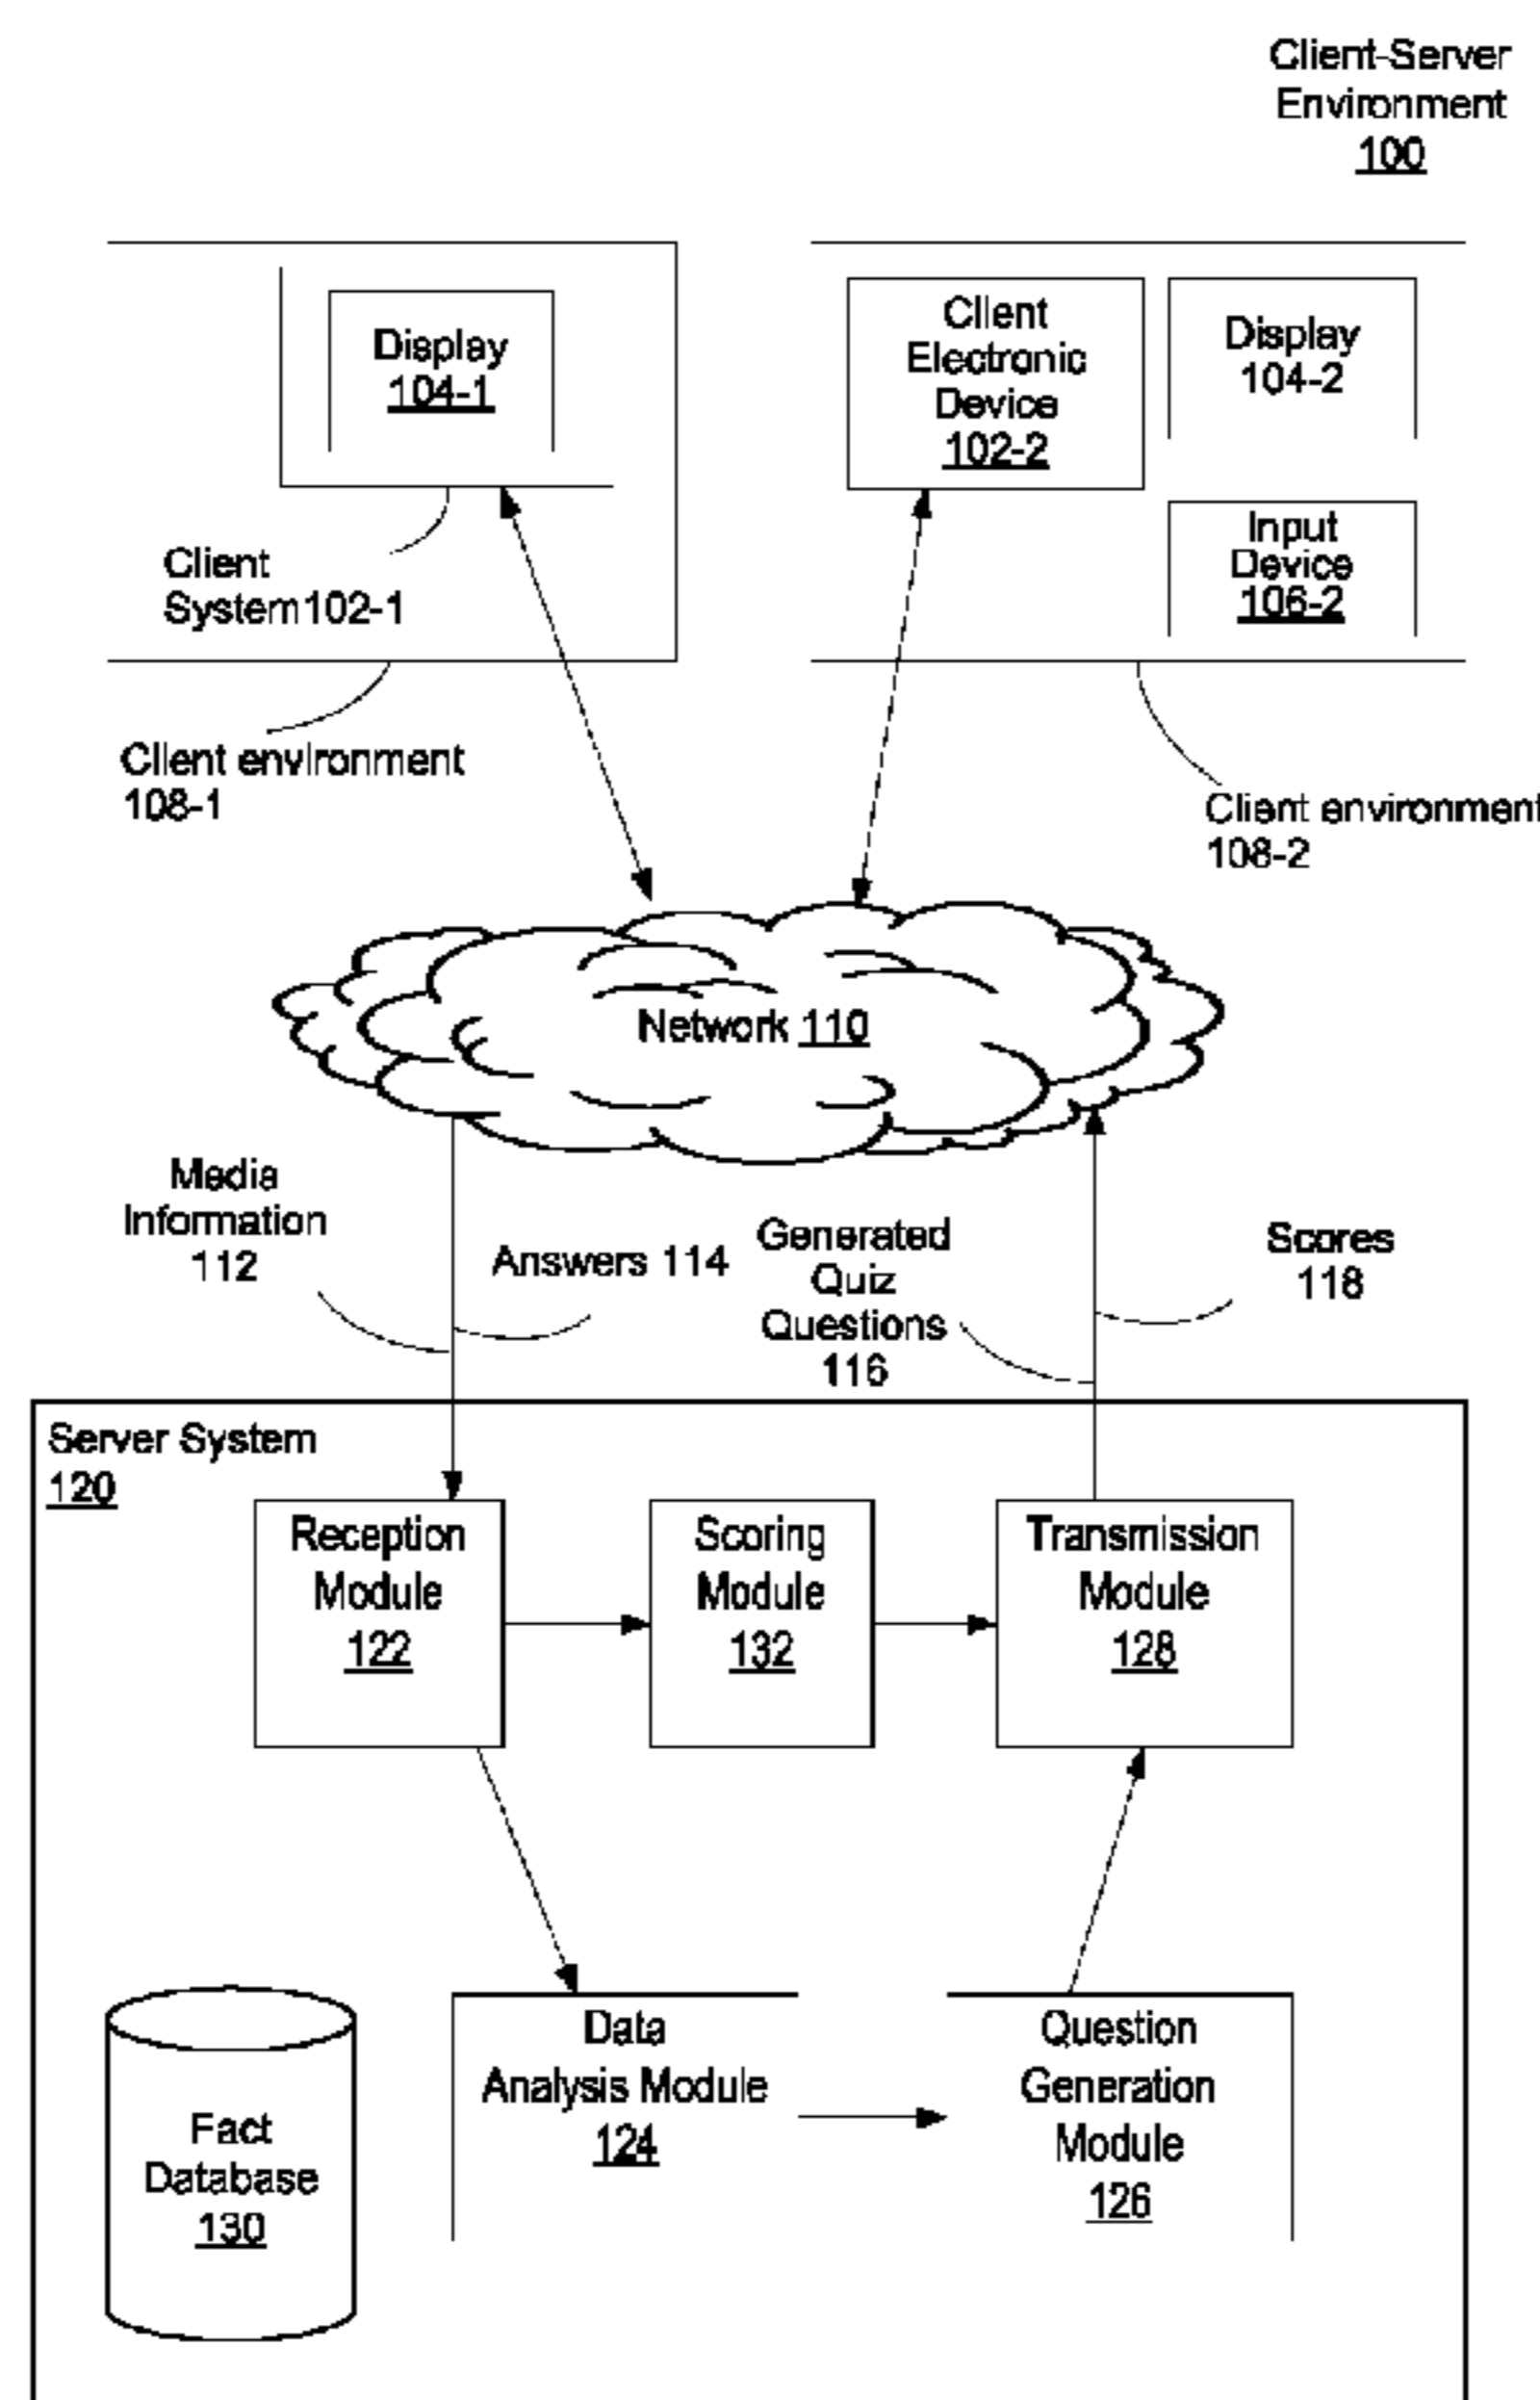 Client-Server
Environment
100
Display
104-1
Client
Electronic
Device
102-2
Display
104-2
Input
Device
106-2
Client
System102-1
Client environment
108-1
Client environment
108-2
Network 110
Media
Information
112
Answers 114
Generated
Quiz
Questions
116
Scores
118
Server System
120
Reception
Module
122
Scoring
Module
132
Transmission
Module
128
Fact
Database
130
Data
Analysis Module
124
Question
Generation
Module
126